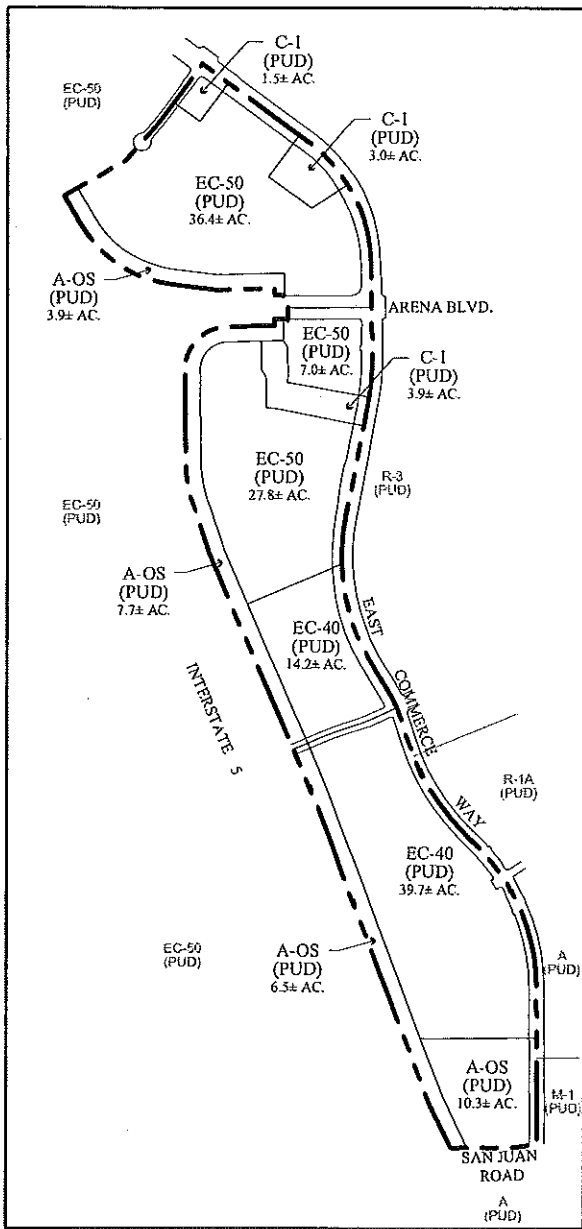 C-1
(PUD)
1.5± AC.
EC-50
(PUD)
C-1
(PUD)
3.0± AC.
EC-50
(PUD)
36.4± AC.
A-OS
(PUD)
3.9± AC.
ARENA BLVD.
EC-50
(PUD)
7.0± AC.
C-1
(PUD)
3.9± AC.
EC-50
(PUD)
27.8± AC.
R-3
(PUD)
EC-50
(PUD)
A-OS
(PUD)
7.7± AC.
EAST
COMMERCE
WAY
EC-40
(PUD)
14.2± AC.
INTERSTATE 5
R-1A
(PUD)
EC-40
(PUD)
39.7± AC.
EC-50
(PUD)
A-OS
(PUD)
6.5± AC.
A
(PUD)
A-OS
(PUD)
10.3± AC.
M-1
(PUD)
SAN JUAN
ROAD
A
(PUD)